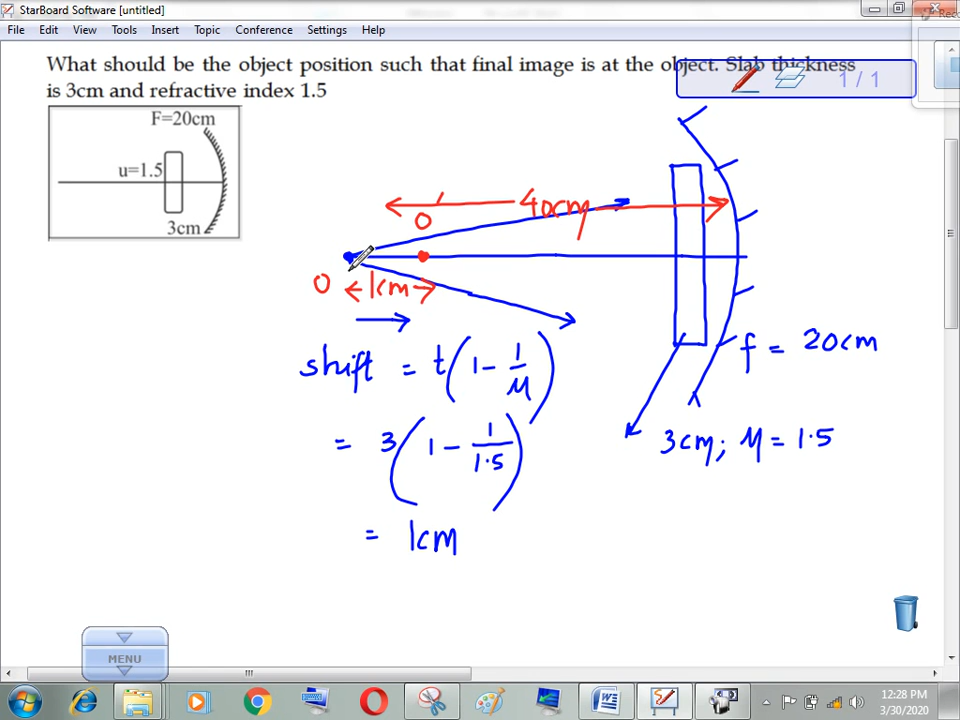 StarBoard Software [untitled]
File Edit View Tools Insert Topic Conference Settings Help
What should be the object position such that final image is at the object. Slab thickness
is 3cm and refractive index 1.5
1 / 1
F=20cm
u=1.5
3cm
40cm
O
O
1cm
f = 20cm
shift = t(1 - 1/μ)
3cm; μ = 1.5
= 3(1 - 1/1.5)
= 1cm
MENU
12:28 PM
3/30/2020